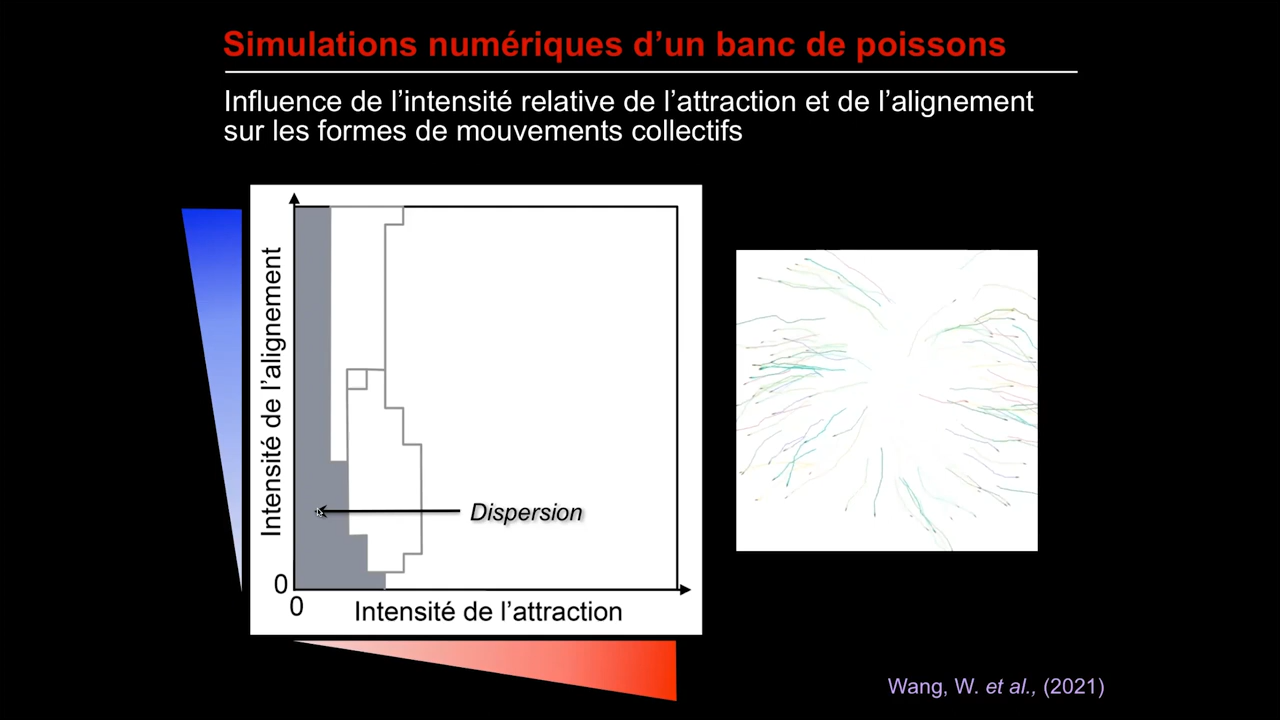 Simulations numériques d’un banc de poissons
Influence de l’intensité relative de l’attraction et de l’alignement
sur les formes de mouvements collectifs
Intensité de l’alignement
Dispersion
0
0
Intensité de l’attraction
Wang, W. et al., (2021)